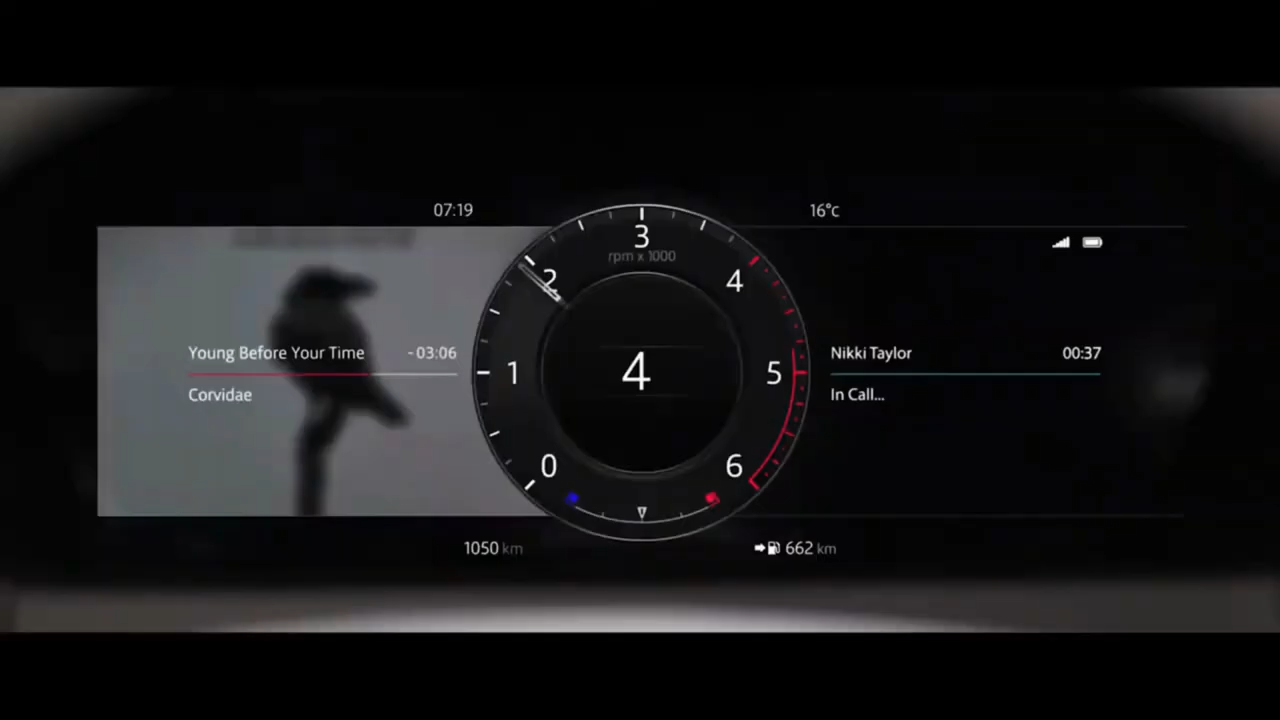 07:19
16°c
3
rpm x 1000
2
4
Young Before Your Time
-03:06
1
4
5
Nikki Taylor
00:37
Corvidae
In Call...
0
6
1050 km
662 km